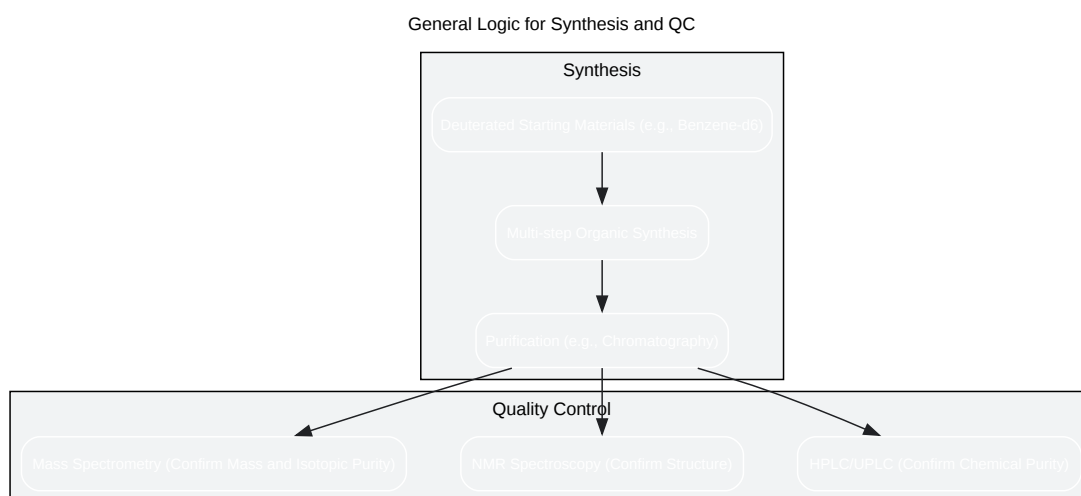 General Logic for Synthesis and QC
Synthesis
Deuterated Starting Materials (e.g., Benzene-d6)
Multi-step Organic Synthesis
Purification (e.g., Chromatography)
Quality Control
Mass Spectrometry (Confirm Mass and Isotopic Purity)
NMR Spectroscopy (Confirm Structure)
HPLC/UPLC (Confirm Chemical Purity)